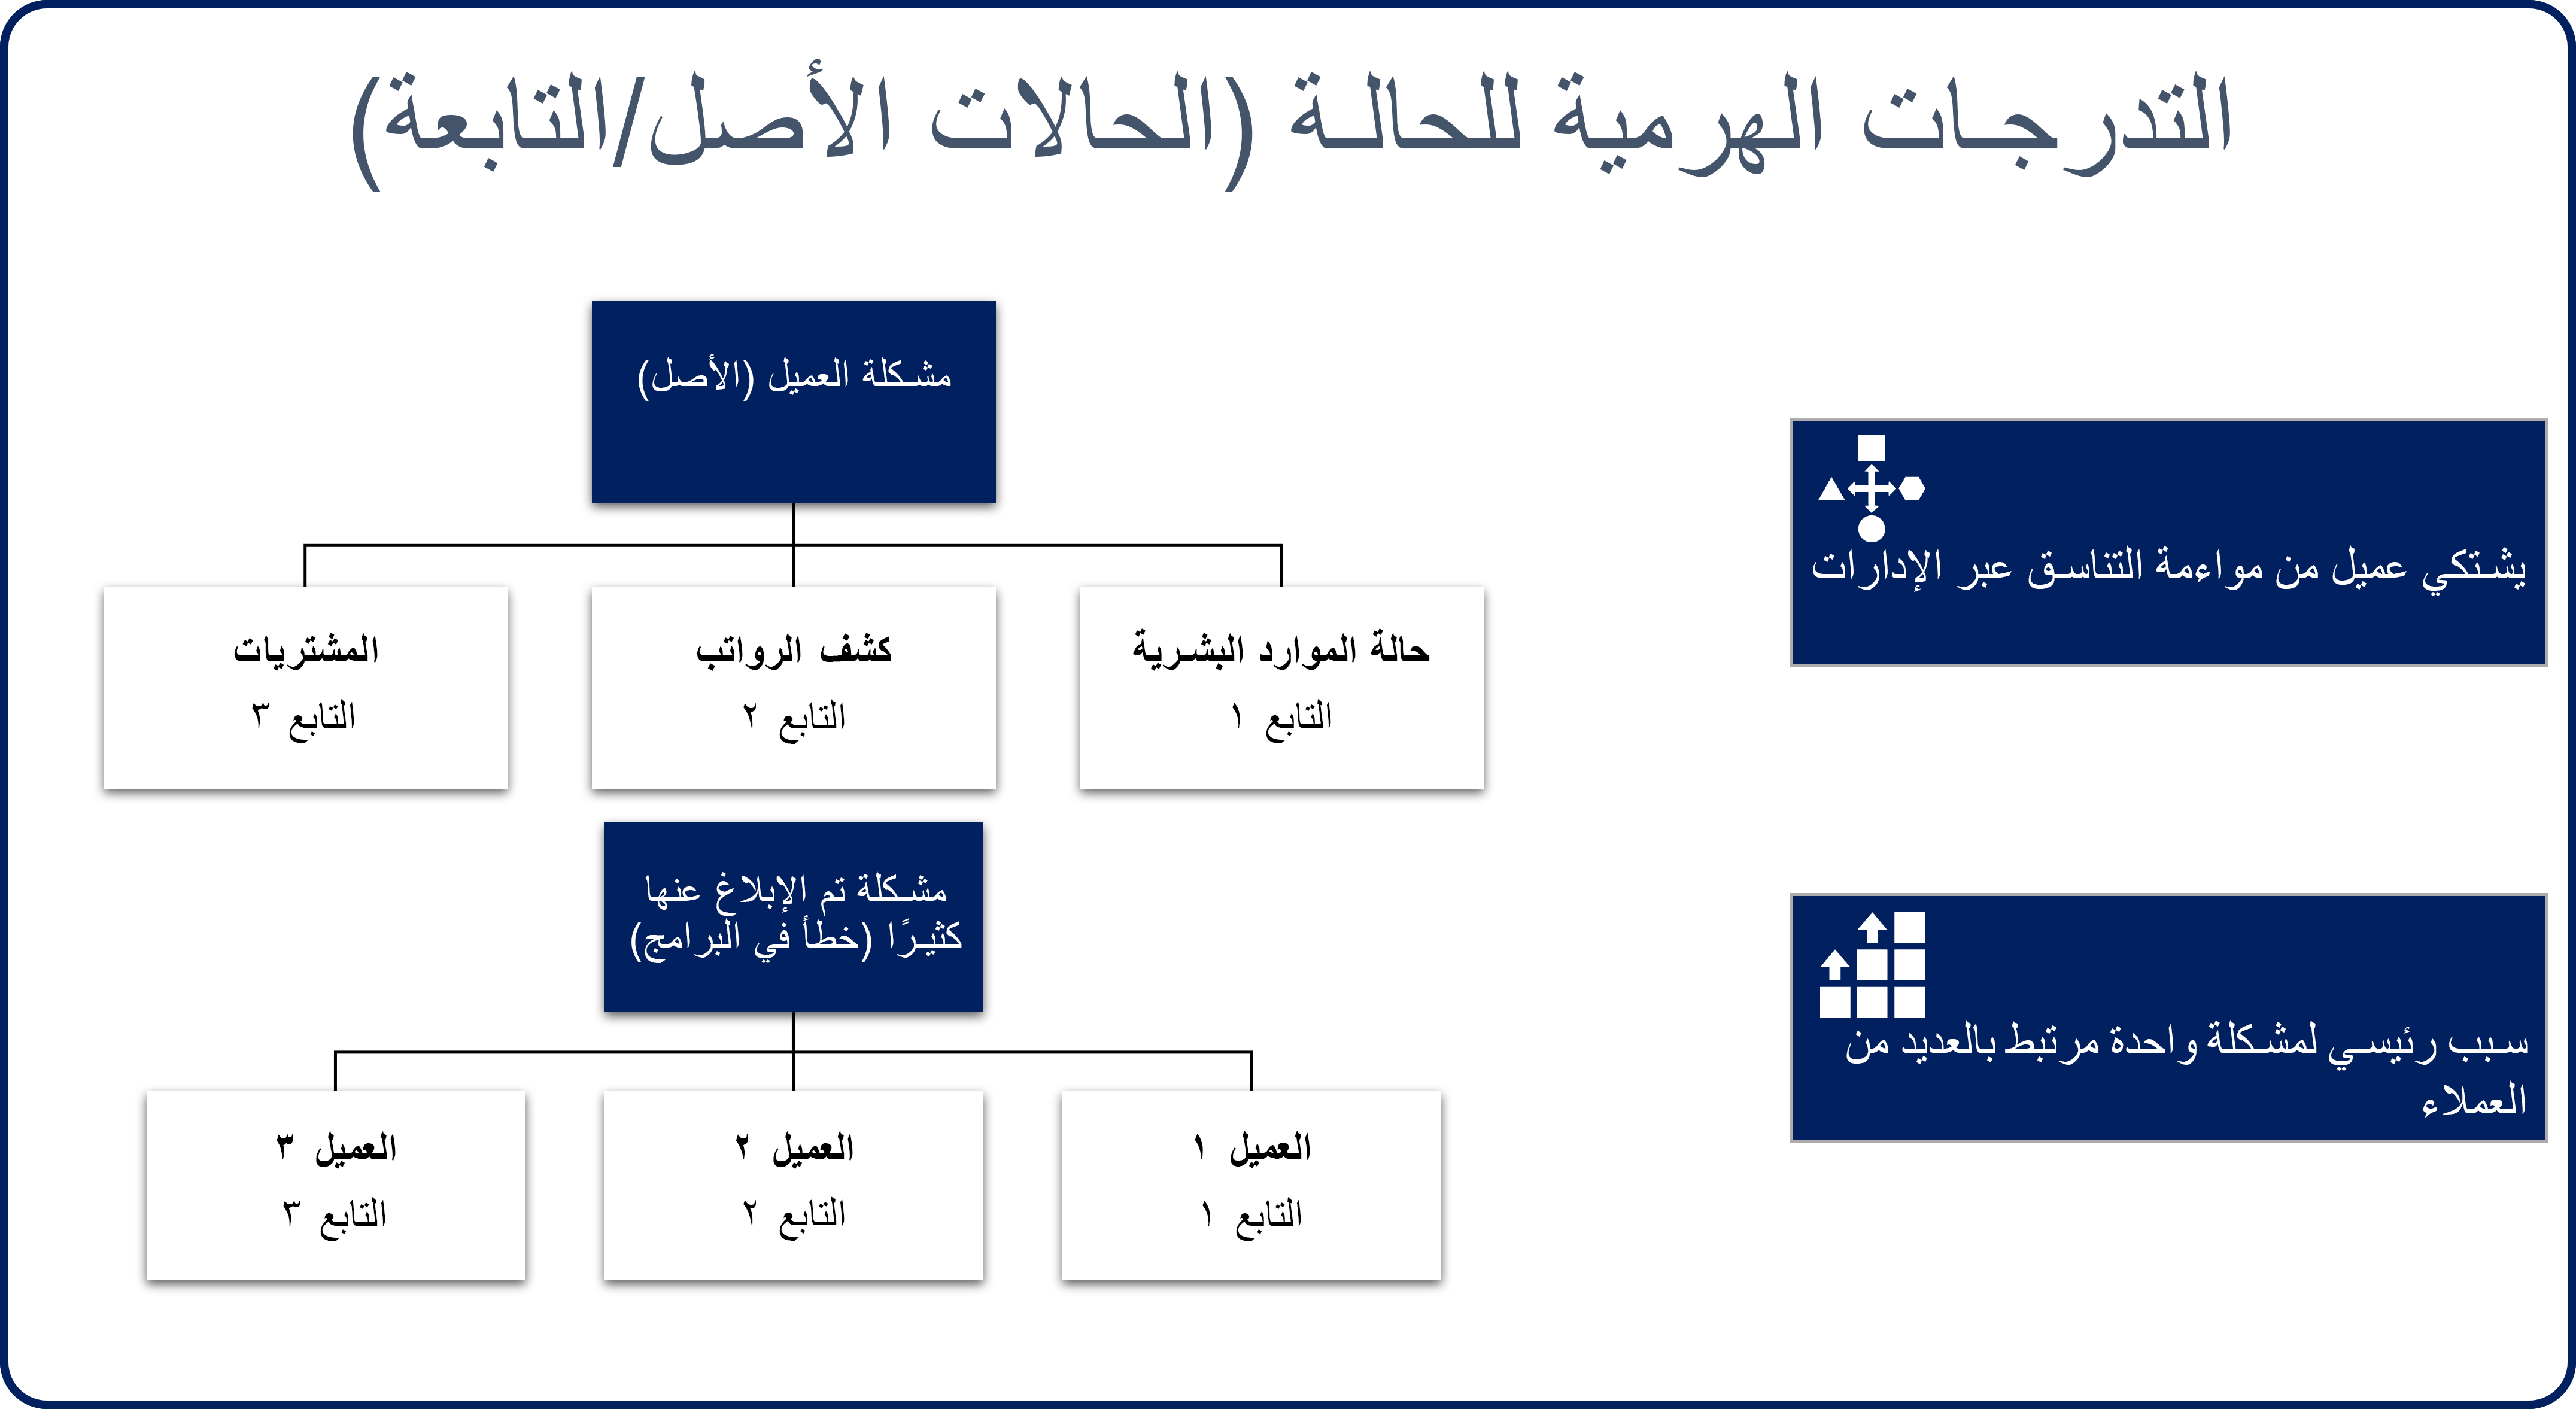 التدرجات الهرمية للحالة (الحالات الأصل/التابعة)
يشتكي عميل من مواءمة التناسق عبر الإدارات
مشكلة العميل (الأصل)
حالة الموارد البشرية
التابع ١
كشف الرواتب
التابع ٢
المشتريات
التابع ٣
سبب رئيسي لمشكلة واحدة مرتبط بالعديد من
العملاء
مشكلة تم الإبلاغ عنها
كثيرًا (خطأ في البرامج)
العميل ١
التابع ١
العميل ٢
التابع ٢
العميل ٣
التابع ٣